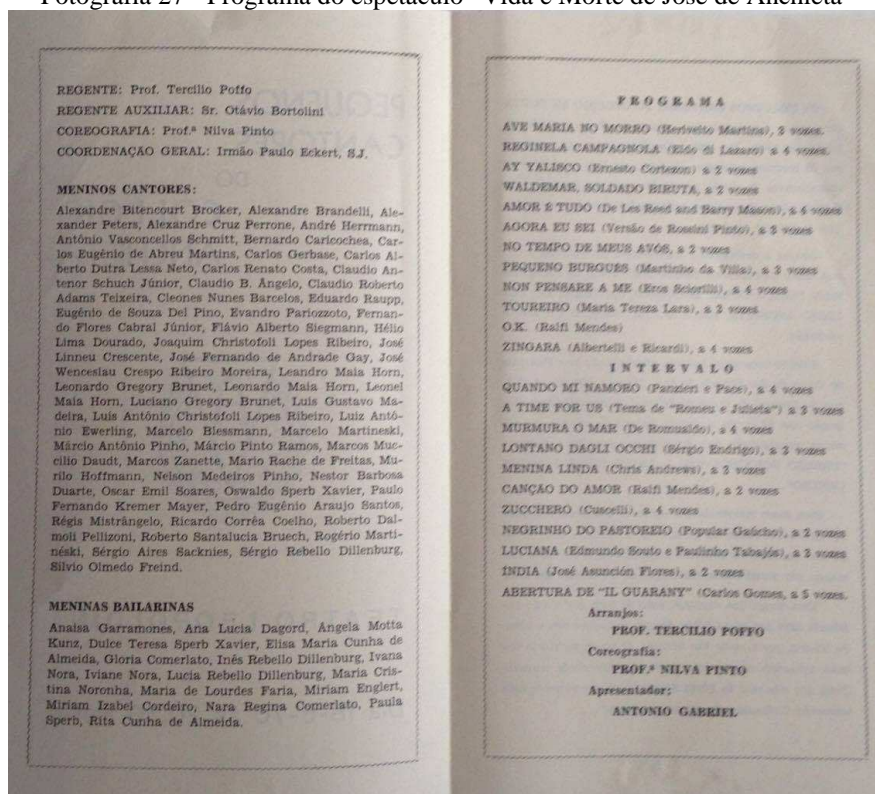 Fotografia 27 - Programa do espetáculo "Vida e Morte de José de Anchieta"
REGENTE: Prof. Tercilio Poffo
REGENTE AUXILIAR: Sr. Otávio Bortolini
COREOGRAFIA: Prof.ª Nilva Pinto
COORDENAÇÃO GERAL: Irmão Paulo Eckert, S.J.
MENINOS CANTORES:
Alexandre Bitencourt Brocker, Alexandre Brandelli, Ale-
xander Peters, Alexandre Cruz Perrone, André Herrmann,
Antônio Vasconcellos Schmitt, Bernardo Caricochea, Car-
los Eugênio de Abreu Martins, Carlos Gerbase, Carlos Al-
berto Dutra Lessa Neto, Carlos Renato Costa, Claudio An-
tenor Schuch Júnior, Claudio B. Ângelo, Claudio Roberto
Adams Teixeira, Cleones Nunes Barcelos, Eduardo Raupp,
Eugênio de Souza Del Pino, Evandro Pariozzoto, Fernan-
do Flores Cabral Júnior, Flávio Alberto Siegmann, Hélio
Lima Dourado, Joaquim Christofoli Lopes Ribeiro, José
Linneu Crescente, José Fernando de Andrade Gay, José
Wenceslau Crespo Ribeiro Moreira, Leandro Maia Horn,
Leonardo Gregory Brunet, Leonardo Maia Horn, Leonel
Maia Horn, Luciano Gregory Brunet, Luis Gustavo Ma-
deira, Luis Antônio Christofoli Lopes Ribeiro, Luiz Antô-
nio Ewerling, Marcelo Blessmann, Marcelo Martineski,
Márcio Antônio Pinho, Márcio Pinto Ramos, Marcos Muc-
cilio Daudt, Marcos Zanette, Mario Rache de Freitas, Mu-
rilo Hoffmann, Nelson Medeiros Pinho, Nestor Barbosa
Duarte, Oscar Emil Soares, Oswaldo Sperb Xavier, Paulo
Fernando Kremer Mayer, Pedro Eugênio Araujo Santos,
Régis Mistrângelo, Ricardo Corrêa Coelho, Roberto Dal-
moli Pellizoni, Roberto Santalucia Bruech, Rogério Marti-
néski, Sérgio Aires Sacknies, Sérgio Rebello Dillenburg,
Silvio Olmedo Freind.
MENINAS BAILARINAS
Anaisa Garramones, Ana Lucia Dagord, Angela Motta
Kunz, Dulce Teresa Sperb Xavier, Elisa Maria Cunha de
Almeida, Gloria Comerlato, Inês Rebello Dillenburg, Ivana
Nora, Iviane Nora, Lucia Rebello Dillenburg, Maria Cris-
tina Noronha, Maria de Lourdes Faria, Miriam Englert,
Miriam Izabel Cordeiro, Nara Regina Comerlato, Paula
Sperb, Rita Cunha de Almeida.
PROGRAMA
AVE MARIA NO MORRO (Herivelto Martins), 3 vozes.
REGINELA CAMPAGNOLA (Eldo di Lazaro) a 4 vozes.
AY YALISCO (Ernesto Cortezon) a 2 vozes
WALDEMAR, SOLDADO BIRUTA, a 2 vozes
AMOR E TUDO (De Les Reed and Barry Mason), a 4 vozes
AGORA EU SEI (Versão de Rossini Pinto), a 3 vozes
NO TEMPO DE MEUS AVÓS, a 2 vozes
PEQUENO BURGUÊS (Martinho da Villa), a 3 vozes
NON PENSARE A ME (Eros Sciorilli), a 4 vozes
TOUREIRO (Maria Tereza Lara), a 3 vozes
O.K. (Ralfi Mendes)
ZINGARA (Albertelli e Ricardi), a 4 vozes
INTERVALO
QUANDO MI NAMORO (Panzieri e Pace), a 4 vozes
A TIME FOR US (Tema de "Romeu e Julieta") a 3 vozes
MURMURA O MAR (De Romualdo), a 4 vozes
LONTANO DAGLI OCCHI (Sérgio Endrigo), a 3 vozes
MENINA LINDA (Chris Andrews), a 3 vozes
CANÇÃO DO AMOR (Ralfi Mendes), a 2 vozes
ZUCCHERO (Cuscelli), a 4 vozes
NEGRINHO DO PASTOREIO (Popular Gaúcho), a 2 vozes
LUCIANA (Edmundo Souto e Paulinho Tabajós), a 3 vozes
ÍNDIA (José Asunción Flores), a 2 vozes
ABERTURA DE "IL GUARANY" (Carlos Gomes, a 5 vozes.
Arranjos:
PROF. TERCILIO POFFO
Coreografia:
PROF.ª NILVA PINTO
Apresentador:
ANTONIO GABRIEL